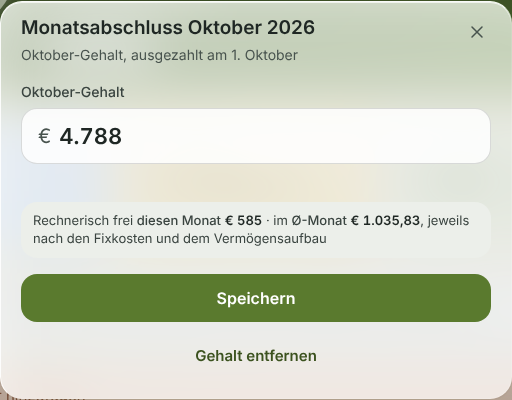 Monatsabschluss Oktober 2026
Oktober-Gehalt, ausgezahlt am 1. Oktober
Oktober-Gehalt
€ 4.788
Rechnerisch frei diesen Monat € 585 · im Ø-Monat € 1.035,83, jeweils
nach den Fixkosten und dem Vermögensaufbau
Speichern
Gehalt entfernen